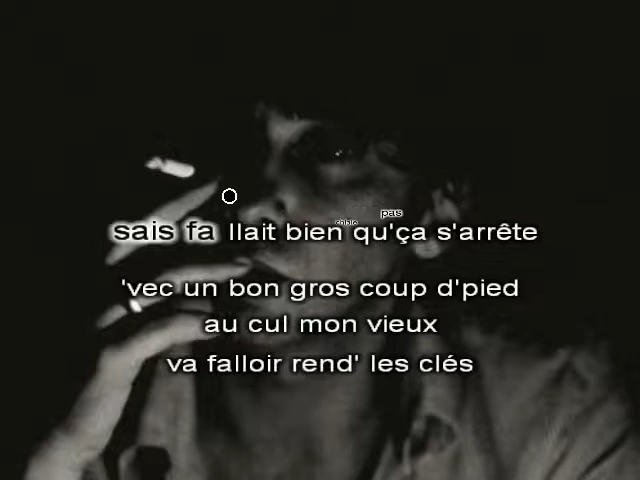 pas
sais fa llait bien qu'ça s'arrête
'vec un bon gros coup d'pied
au cul mon vieux
va falloir rend' les clés